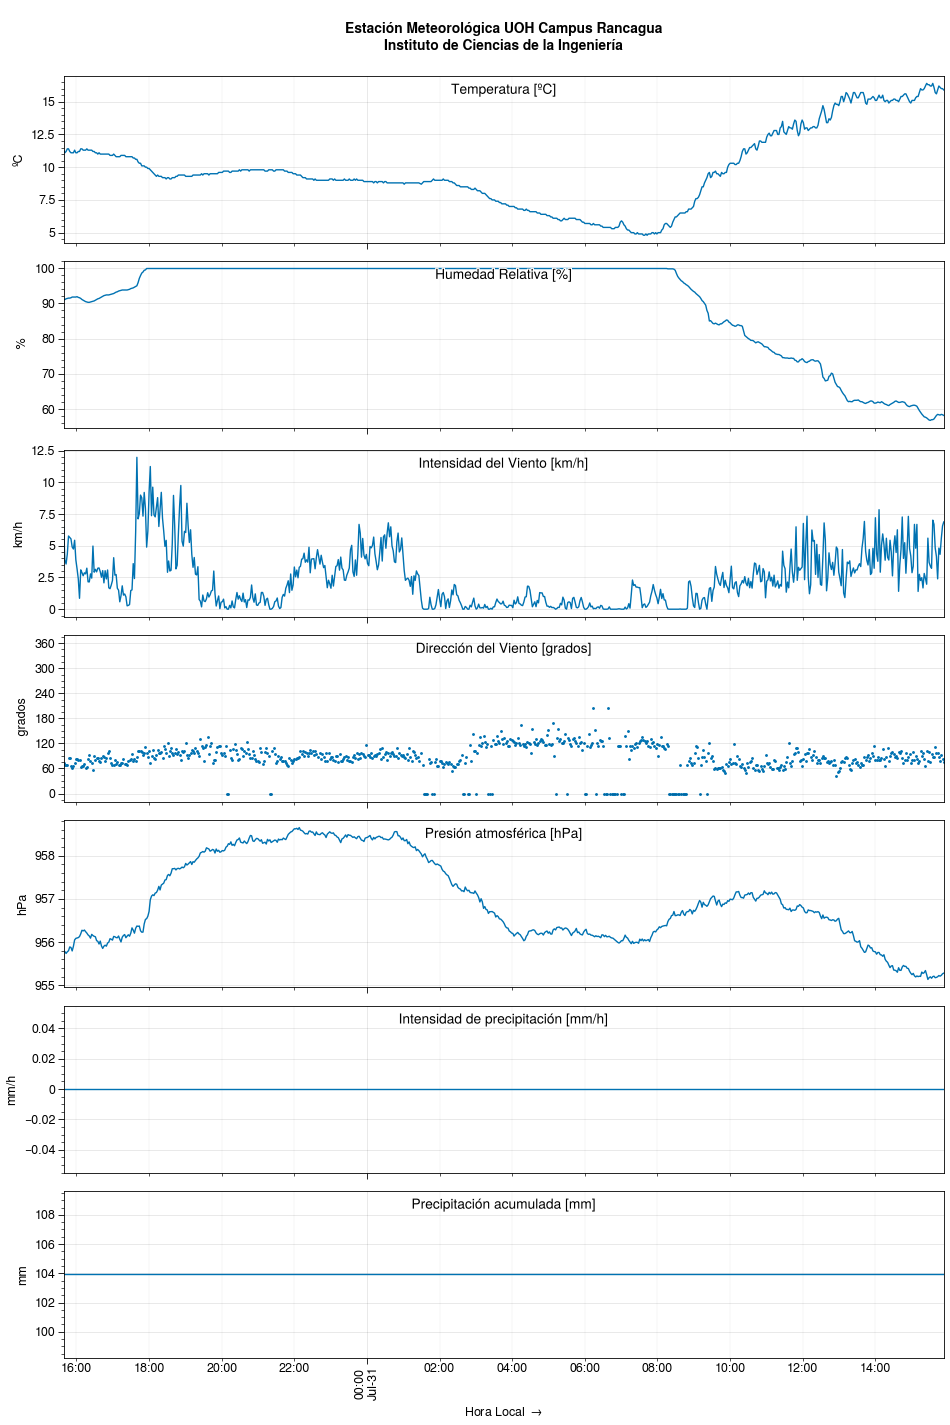 Estación Meteorológica UOH Campus Rancagua
Instituto de Ciencias de la Ingeniería
Temperatura [ºC]
15
12.5
10
7.5
5
ºC
Humedad Relativa [%]
100
90
80
70
60
%
Intensidad del Viento [km/h]
12.5
10
7.5
5
2.5
0
km/h
Dirección del Viento [grados]
360
300
240
180
120
60
0
grados
Presión atmosférica [hPa]
958
957
956
955
hPa
Intensidad de precipitación [mm/h]
0.04
0.02
0
−0.02
−0.04
mm/h
Precipitación acumulada [mm]
108
106
104
102
100
mm
16:00 18:00 20:00 22:00 00:00 02:00 04:00 06:00 08:00 10:00 12:00 14:00
Jul-31
Hora Local →